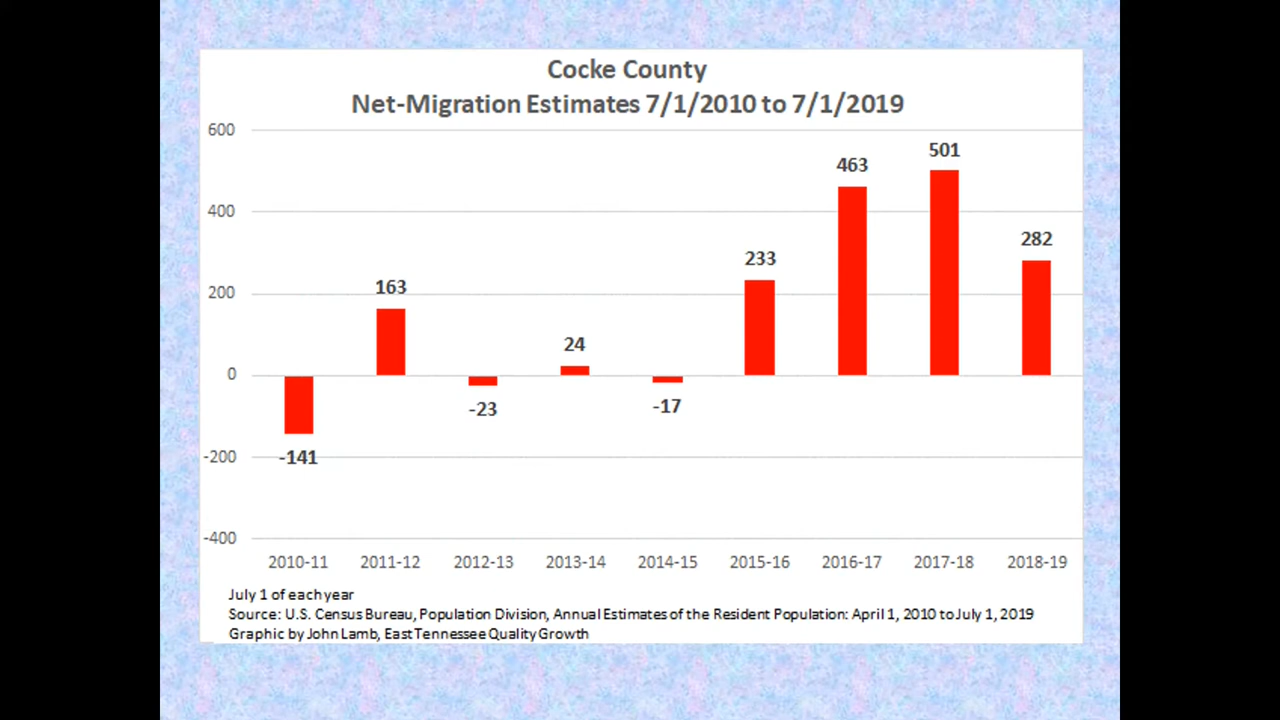 Cocke County
Net-Migration Estimates 7/1/2010 to 7/1/2019
600
400
200
0
-200
-400
-141
163
-23
24
-17
233
463
501
282
2010-11 2011-12 2012-13 2013-14 2014-15 2015-16 2016-17 2017-18 2018-19
July 1 of each year
Source: U.S. Census Bureau, Population Division, Annual Estimates of the Resident Population: April 1, 2010 to July 1, 2019
Graphic by John Lamb, East Tennessee Quality Growth